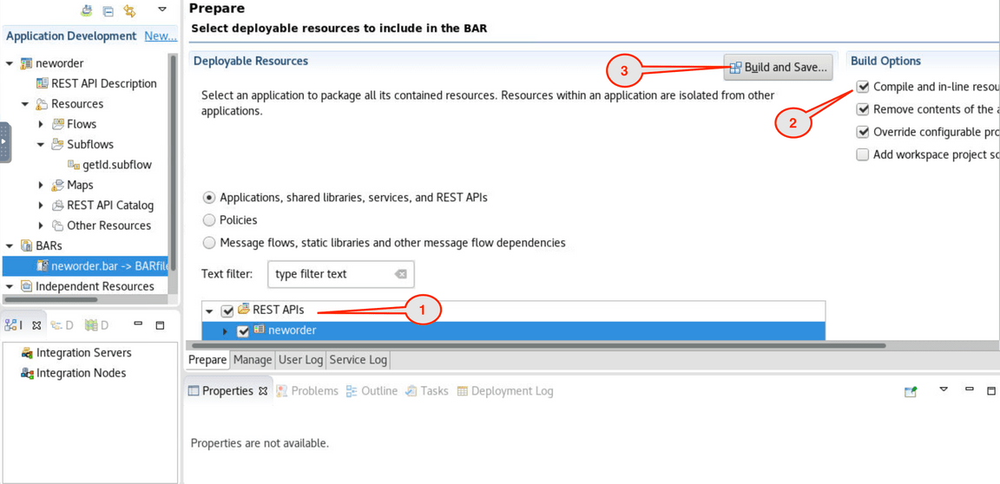 Prepare
Select deployable resources to include in the BAR
Application Development New...
neworder
REST API Description
Resources
Flows
Subflows
getId.subflow
Maps
REST API Catalog
Other Resources
BARs
neworder.bar -> BARfile
Independent Resources
I D D
Integration Servers
Integration Nodes
Deployable Resources
3
Build and Save...
Select an application to package all its contained resources. Resources within an application are isolated from other
applications.
Applications, shared libraries, services, and REST APIs
Policies
Message flows, static libraries and other message flow dependencies
Text filter: type filter text
REST APIs
1
neworder
Build Options
Compile and in-line resou
2
Remove contents of the a
Override configurable pro
Add workspace project so
Prepare Manage User Log Service Log
Properties Problems Outline Tasks Deployment Log
Properties are not available.